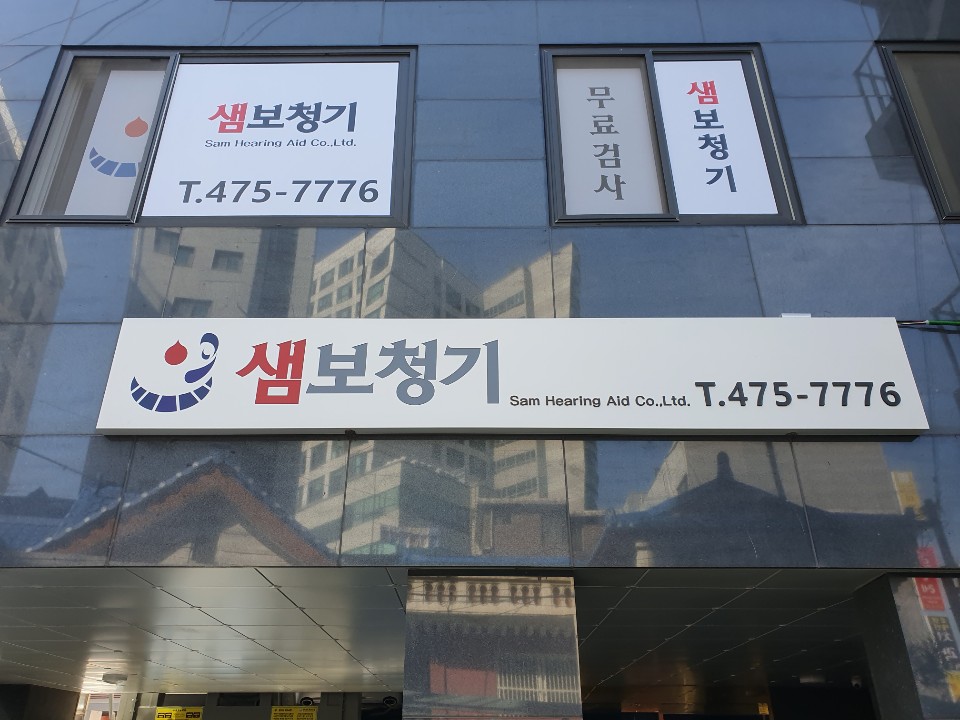 샘보청기
Sam Hearing Aid Co.,Ltd.
T.475-7776
무료검사
샘보청기
샘보청기
Sam Hearing Aid Co.,Ltd. T.475-7776